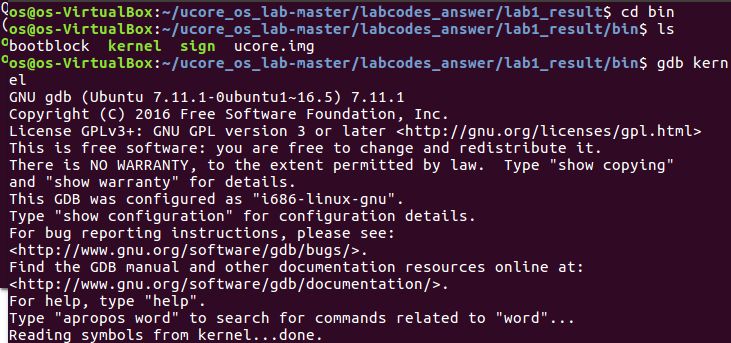 os@os-VirtualBox:~/ucore_os_lab-master/labcodes_answer/lab1_result$ cd bin
os@os-VirtualBox:~/ucore_os_lab-master/labcodes_answer/lab1_result/bin$ ls
bootblock kernel sign ucore.img
os@os-VirtualBox:~/ucore_os_lab-master/labcodes_answer/lab1_result/bin$ gdb kern
el
GNU gdb (Ubuntu 7.11.1-0ubuntu1~16.5) 7.11.1
Copyright (C) 2016 Free Software Foundation, Inc.
License GPLv3+: GNU GPL version 3 or later <http://gnu.org/licenses/gpl.html>
This is free software: you are free to change and redistribute it.
There is NO WARRANTY, to the extent permitted by law.  Type "show copying"
and "show warranty" for details.
This GDB was configured as "i686-linux-gnu".
Type "show configuration" for configuration details.
For bug reporting instructions, please see:
<http://www.gnu.org/software/gdb/bugs/>.
Find the GDB manual and other documentation resources online at:
<http://www.gnu.org/software/gdb/documentation/>.
For help, type "help".
Type "apropos word" to search for commands related to "word"...
Reading symbols from kernel...done.